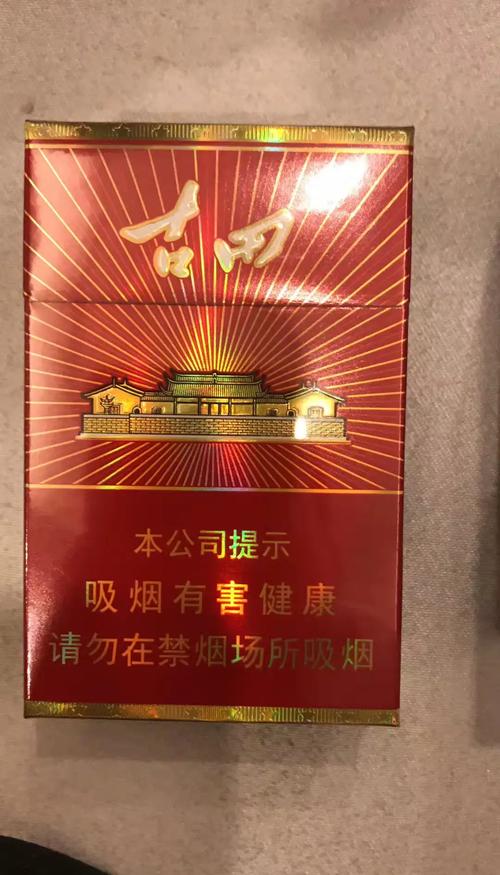 古田
本公司提示
吸烟有害健康
请勿在禁烟场所吸烟